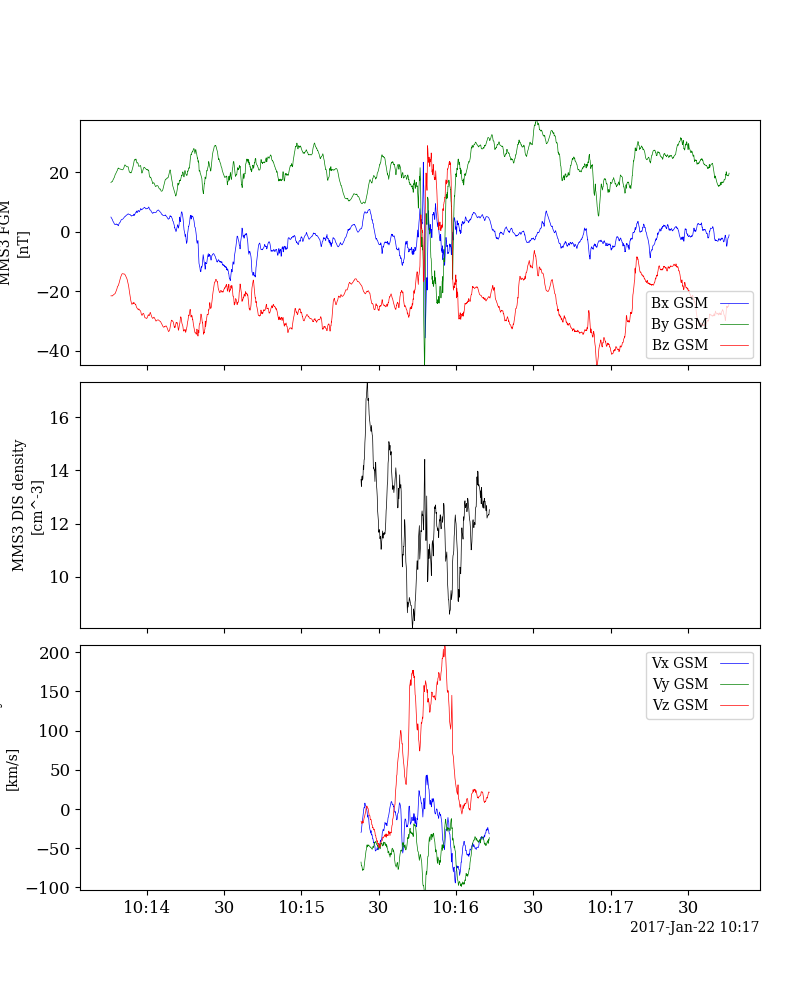 MMS3 FGM
[nT]
20
0
−20
−40
Bx GSM
By GSM
Bz GSM
MMS3 DIS density
[cm^-3]
16
14
12
10
[km/s]
200
150
100
50
0
−50
−100
Vx GSM
Vy GSM
Vz GSM
10:14 30 10:15 30 10:16 30 10:17 30
2017-Jan-22 10:17